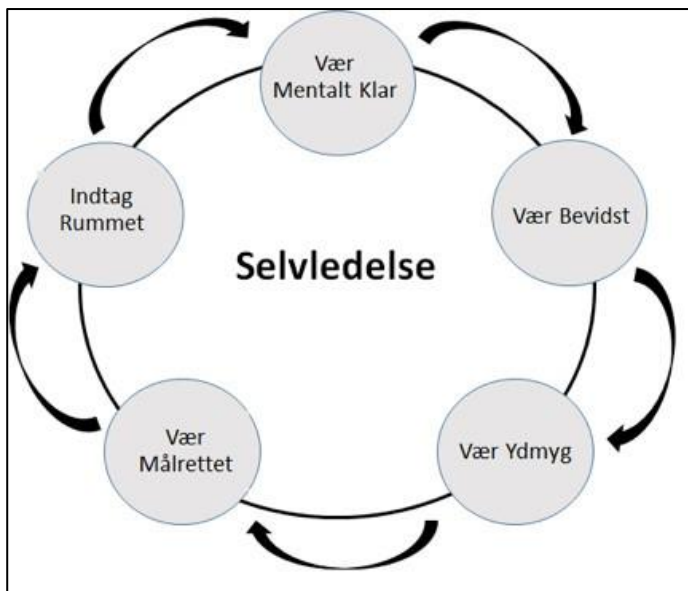 Vær
Mentalt Klar
Vær Bevidst
Vær Ydmyg
Vær
Målrettet
Indtag
Rummet
Selvledelse